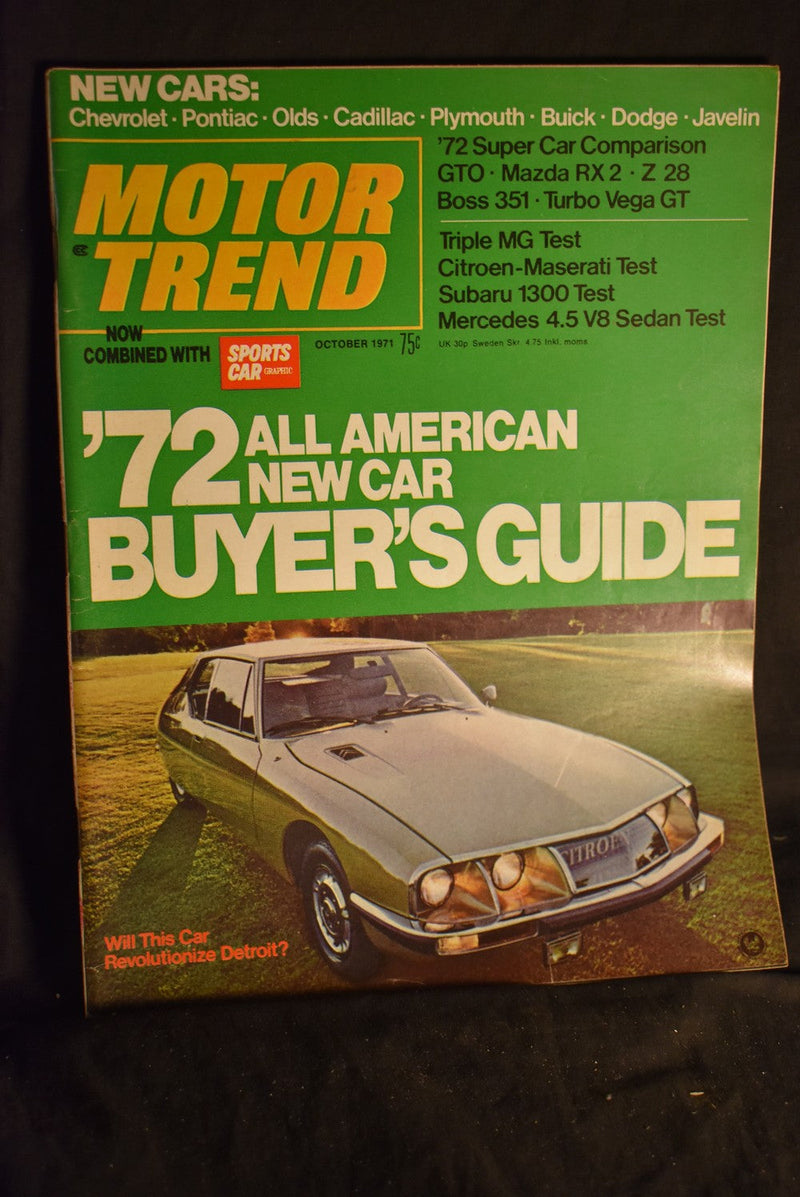 NEW CARS:
Chevrolet · Pontiac · Olds · Cadillac · Plymouth · Buick · Dodge · Javelin
MOTOR
TREND
'72 Super Car Comparison
GTO · Mazda RX 2 · Z 28
Boss 351 · Turbo Vega GT
Triple MG Test
Citroen-Maserati Test
Subaru 1300 Test
Mercedes 4.5 V8 Sedan Test
UK 30p Sweden Skr. 4.75 Inkl. moms
NOW
COMBINED WITH
SPORTS
CAR GRAPHIC
OCTOBER 1971 75¢
'72 ALL AMERICAN
NEW CAR
BUYER'S GUIDE
CITROËN
Will This Car
Revolutionize Detroit?